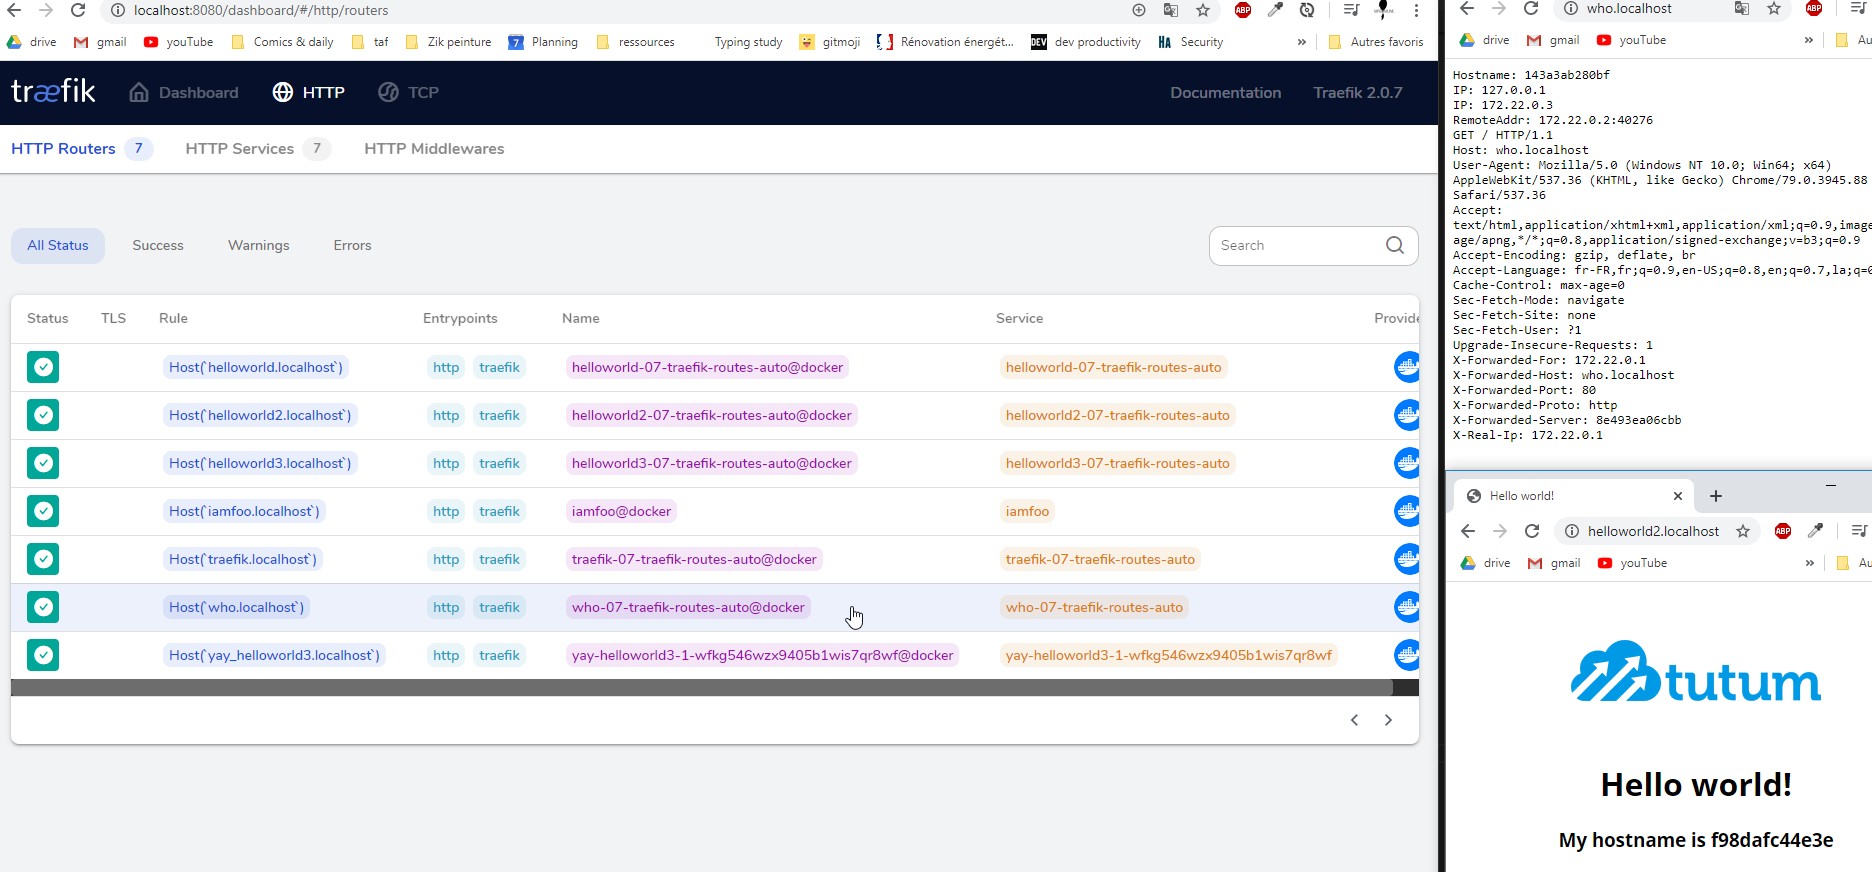 localhost:8080/dashboard/#/http/routers
drive gmail youTube Comics & daily taf Zik peinture 7 Planning ressources Typing study gitmoji Rénovation énergét... DEV dev productivity HA Security » Autres favoris
træfik Dashboard HTTP TCP Documentation Traefik 2.0.7
HTTP Routers 7 HTTP Services 7 HTTP Middlewares
All Status Success Warnings Errors Search
Status TLS Rule Entrypoints Name Service Provide
Host(`helloworld.localhost`) http traefik helloworld-07-traefik-routes-auto@docker helloworld-07-traefik-routes-auto
Host(`helloworld2.localhost`) http traefik helloworld2-07-traefik-routes-auto@docker helloworld2-07-traefik-routes-auto
Host(`helloworld3.localhost`) http traefik helloworld3-07-traefik-routes-auto@docker helloworld3-07-traefik-routes-auto
Host(`iamfoo.localhost`) http traefik iamfoo@docker iamfoo
Host(`traefik.localhost`) http traefik traefik-07-traefik-routes-auto@docker traefik-07-traefik-routes-auto
Host(`who.localhost`) http traefik who-07-traefik-routes-auto@docker who-07-traefik-routes-auto
Host(`yay_helloworld3.localhost`) http traefik yay-helloworld3-1-wfkg546wzx9405b1wis7qr8wf@docker yay-helloworld3-1-wfkg546wzx9405b1wis7qr8wf
who.localhost ABP
drive gmail youTube » Au
Hostname: 143a3ab280bf
IP: 127.0.0.1
IP: 172.22.0.3
RemoteAddr: 172.22.0.2:40276
GET / HTTP/1.1
Host: who.localhost
User-Agent: Mozilla/5.0 (Windows NT 10.0; Win64; x64)
AppleWebKit/537.36 (KHTML, like Gecko) Chrome/79.0.3945.88
Safari/537.36
Accept:
text/html,application/xhtml+xml,application/xml;q=0.9,image
age/apng,*/*;q=0.8,application/signed-exchange;v=b3;q=0.9
Accept-Encoding: gzip, deflate, br
Accept-Language: fr-FR,fr;q=0.9,en-US;q=0.8,en;q=0.7,la;q=0
Cache-Control: max-age=0
Sec-Fetch-Mode: navigate
Sec-Fetch-Site: none
Sec-Fetch-User: ?1
Upgrade-Insecure-Requests: 1
X-Forwarded-For: 172.22.0.1
X-Forwarded-Host: who.localhost
X-Forwarded-Port: 80
X-Forwarded-Proto: http
X-Forwarded-Server: 8e493ea06cbb
X-Real-Ip: 172.22.0.1
Hello world!
helloworld2.localhost ABP
drive gmail youTube » Au
tutum
Hello world!
My hostname is f98dafc44e3e